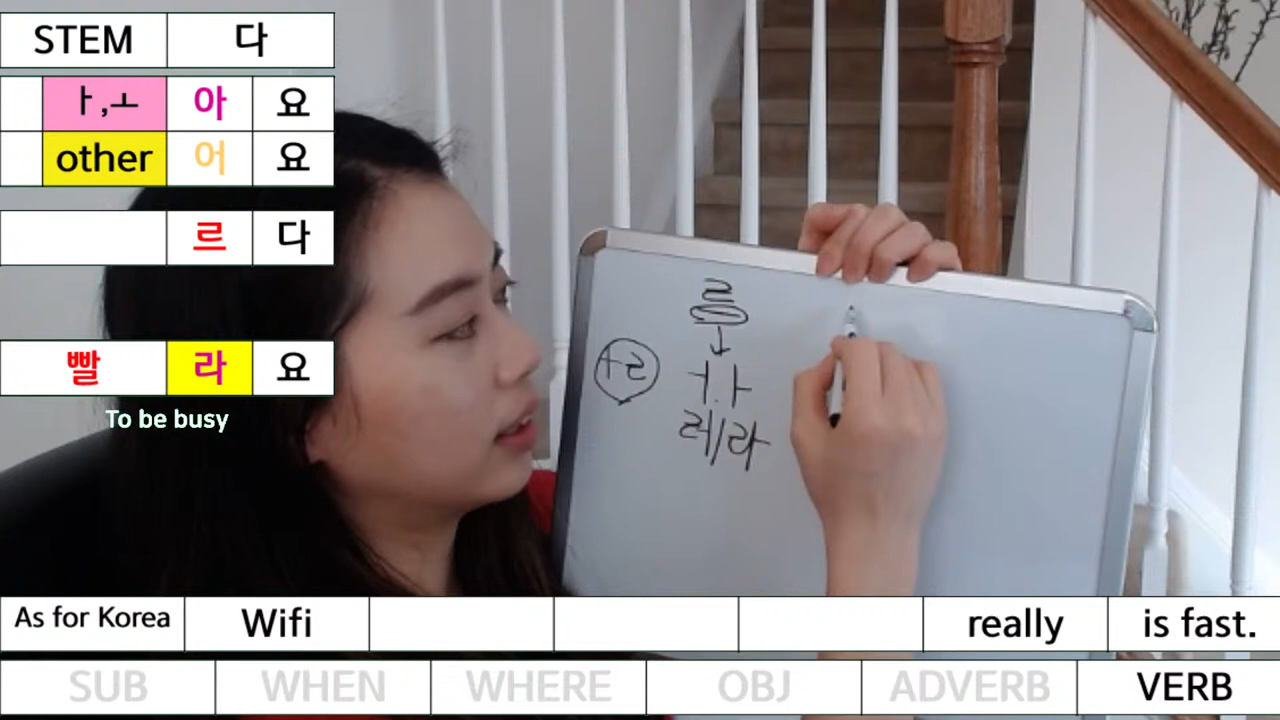 STEM 다
ㅏ,ㅗ 아 요
other 어 요
르 다
빨 라 요
To be busy
르
↓
+ㄹ
ㅓ.ㅏ
러/라
As for Korea Wifi really is fast.
SUB WHEN WHERE OBJ ADVERB VERB